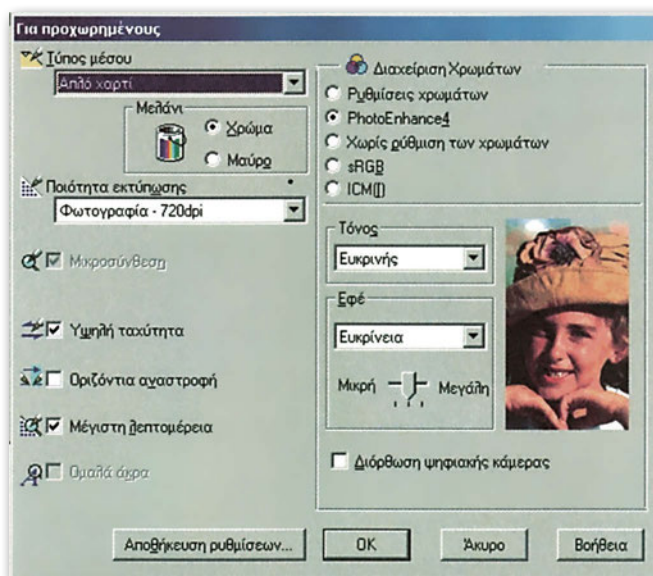 Για προχωρημένους
Τύπος μέσου
Απλό χαρτί
Μελάνι
Χρώμα
Μαύρο
Ποιότητα εκτύπωσης
Φωτογραφία - 720dpi
Μικροσύνθεση
Υψηλή ταχύτητα
Οριζόντια αναστροφή
Μέγιστη λεπτομέρεια
Ομαλά άκρα
Διαχείριση Χρωμάτων
Ρυθμίσεις χρωμάτων
PhotoEnhance4
Χωρίς ρύθμιση των χρωμάτων
sRGB
ICM(I)
Τόνος
Ευκρινής
Εφέ
Ευκρίνεια
Μικρή Μεγάλη
Διόρθωση ψηφιακής κάμερας
Αποθήκευση ρυθμίσεων... OK Άκυρο Βοήθεια